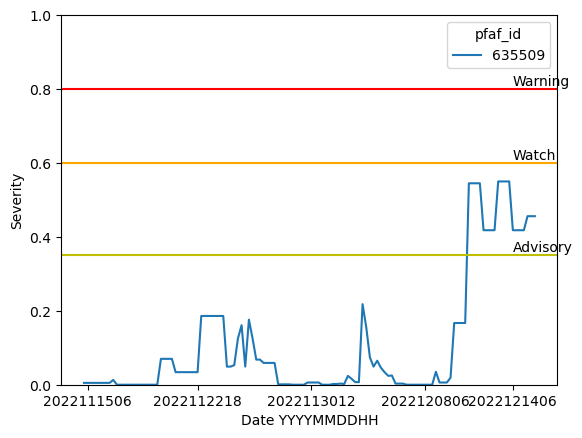 1.0
pfaf_id
635509
Warning
0.8
Watch
0.6
Severity
0.4
Advisory
0.2
0.0
2022111506 2022112218 2022113012 2022120806 2022121406
Date YYYYMMDDHH